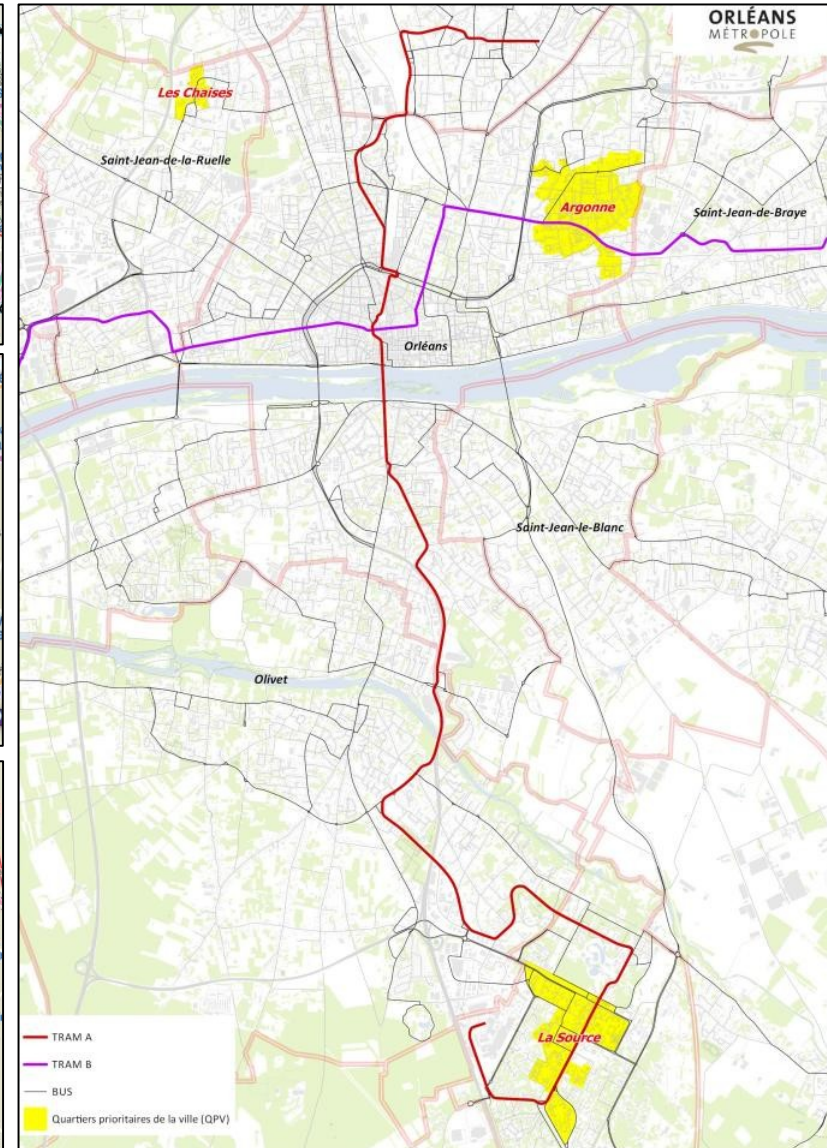 ORLÉANS
MÉTROPOLE
Les Chaises
Saint-Jean-de-la-Ruelle
Argonne
Saint-Jean-de-Braye
Orléans
Saint-Jean-le-Blanc
Olivet
La Source
TRAM A
TRAM B
BUS
Quartiers prioritaires de la ville (QPV)